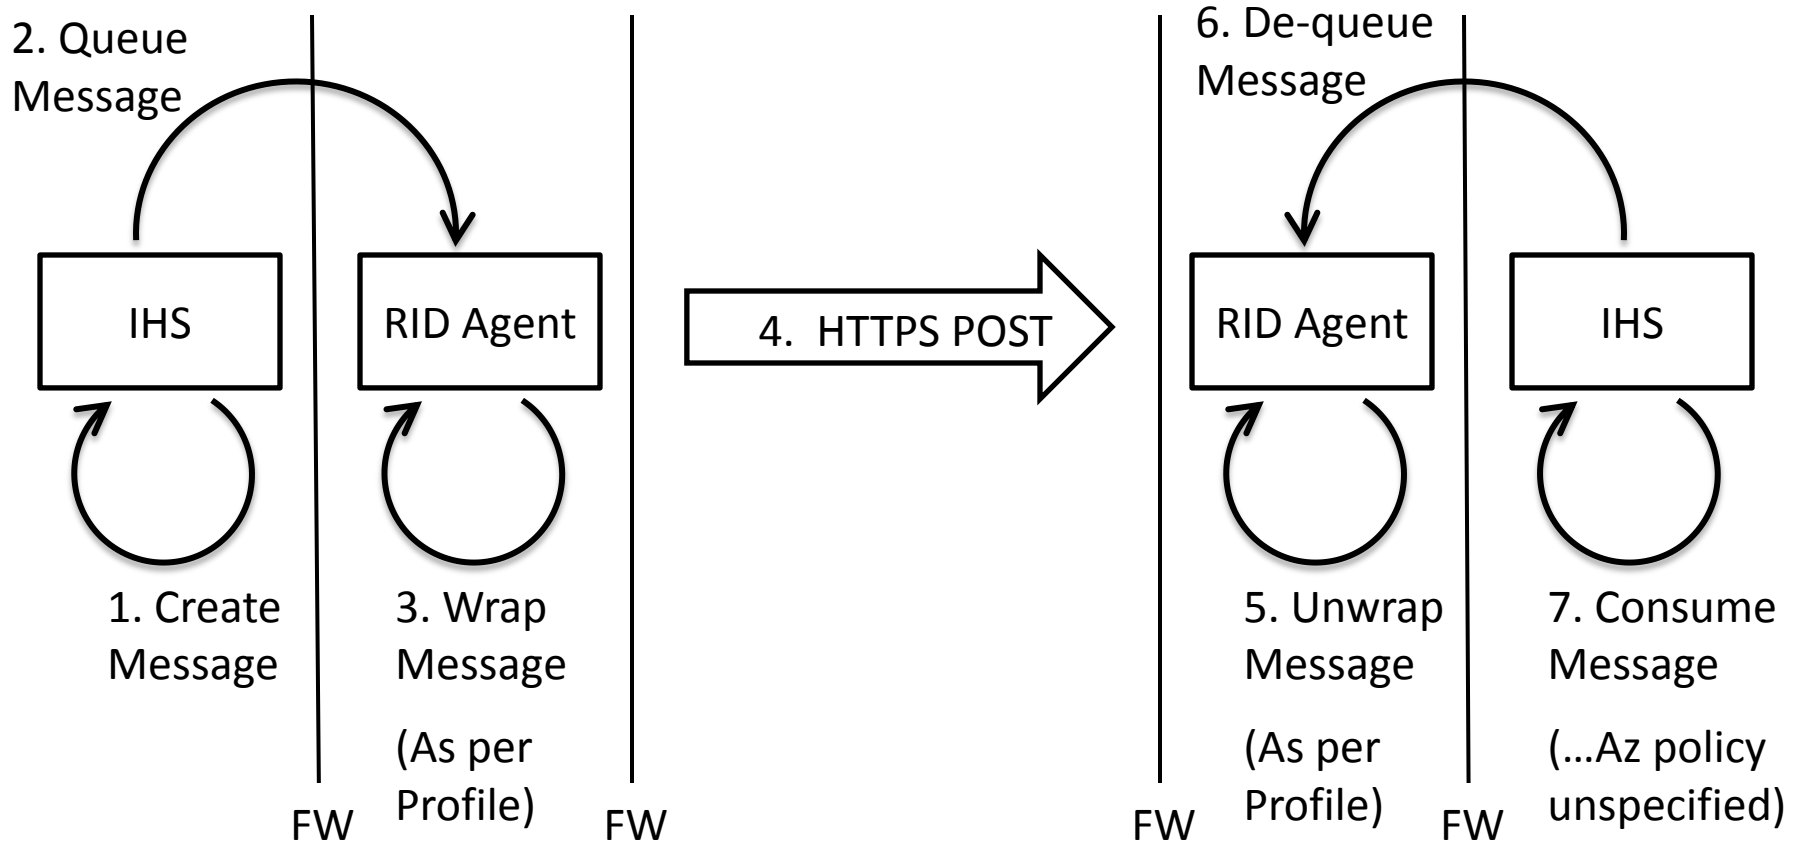 2. Queue
Message
6. De-queue
Message
IHS
RID Agent
4.  HTTPS POST
RID Agent
IHS
1. Create
Message
3. Wrap
Message
(As per
Profile)
5. Unwrap
Message
(As per
Profile)
7. Consume
Message
(...Az policy
unspecified)
FW
FW
FW
FW